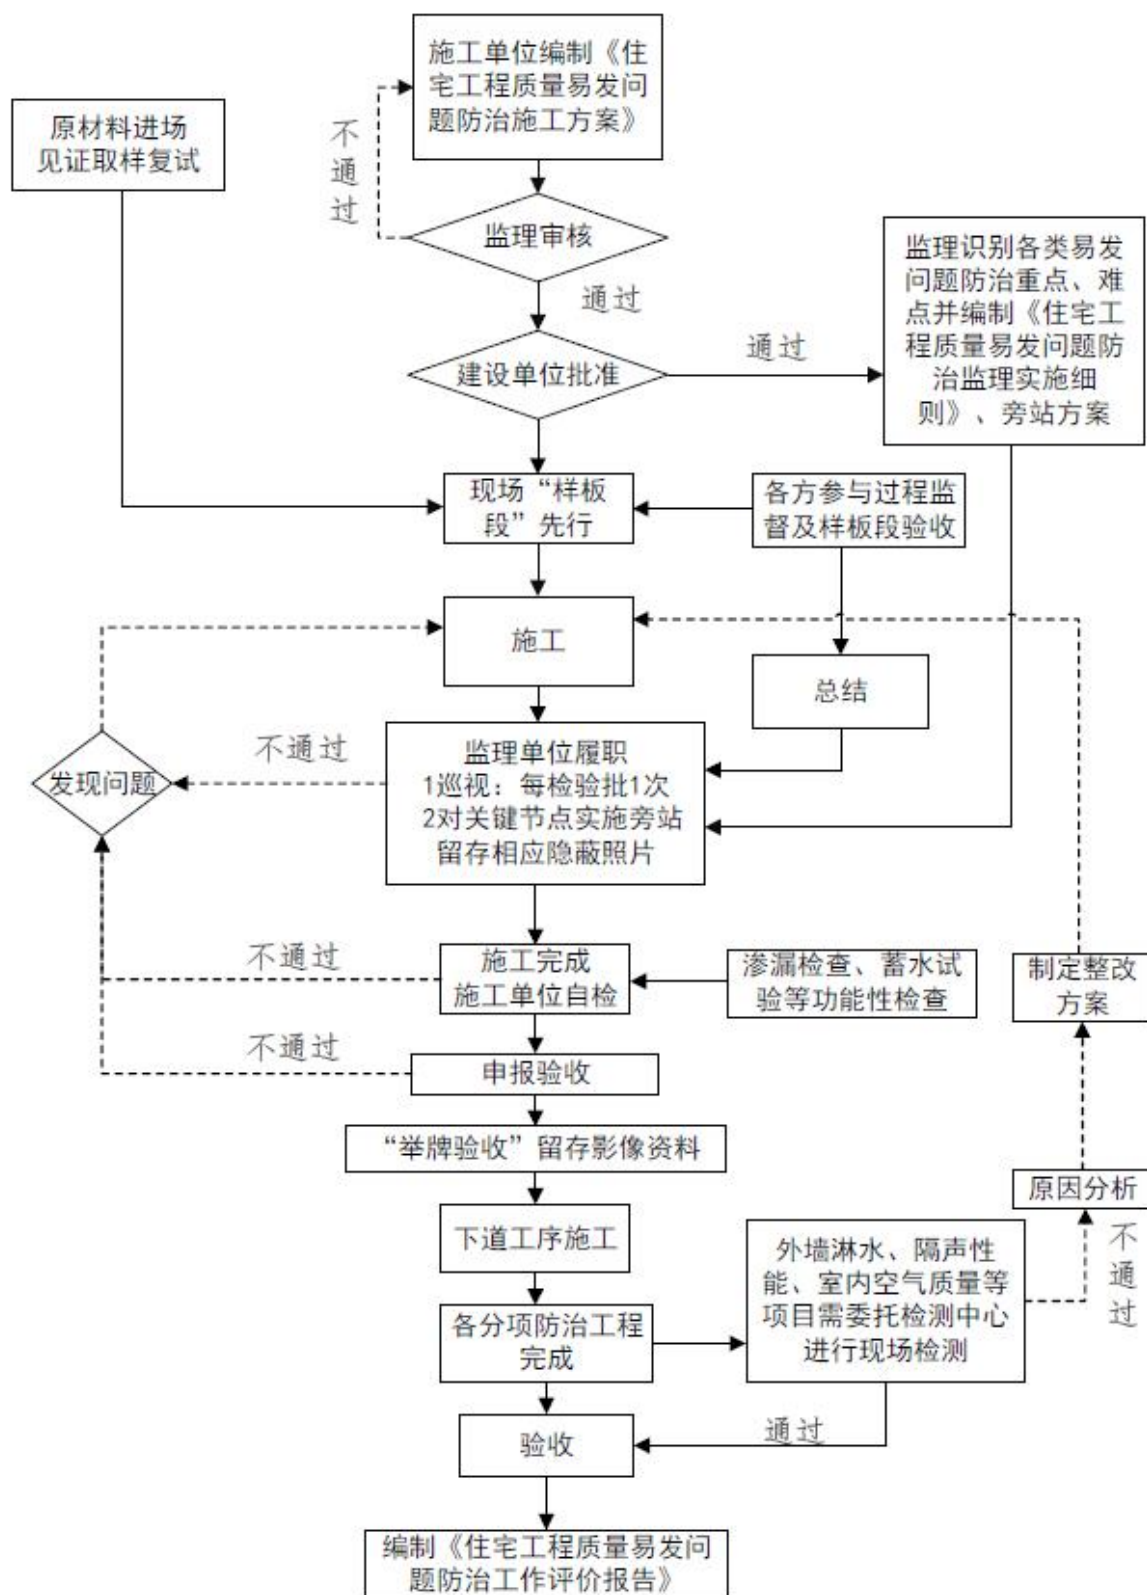 施工单位编制《住
宅工程质量易发问
题防治施工方案》
不
通
过
原材料进场
见证取样复试
监理审核
通过
监理识别各类易发
问题防治重点、难
点并编制《住宅工
程质量易发问题防
治监理实施细
则》、旁站方案
建设单位批准
通过
现场“样板
段”先行
各方参与过程监
督及样板段验收
施工
总结
不通过
发现问题
监理单位履职
1巡视：每检验批1次
2对关键节点实施旁站
留存相应隐蔽照片
不通过
施工完成
施工单位自检
渗漏检查、蓄水试
验等功能性检查
制定整改
方案
不通过
申报验收
“举牌验收”留存影像资料
原因分析
下道工序施工
外墙淋水、隔声性
能、室内空气质量等
项目需委托检测中心
进行现场检测
不
通
过
各分项防治工程
完成
通过
验收
编制《住宅工程质量易发问
题防治工作评价报告》